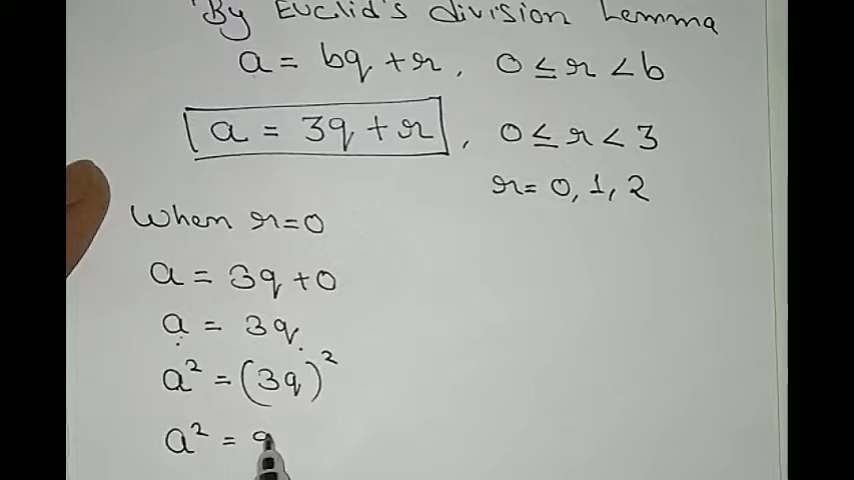 By Euclid's division Lemma
a = bq + r, 0 ≤ r < b
a = 3q + r, 0 ≤ r < 3
r = 0, 1, 2
When r = 0
a = 3q + 0
a = 3q
a² = (3q)²
a² =